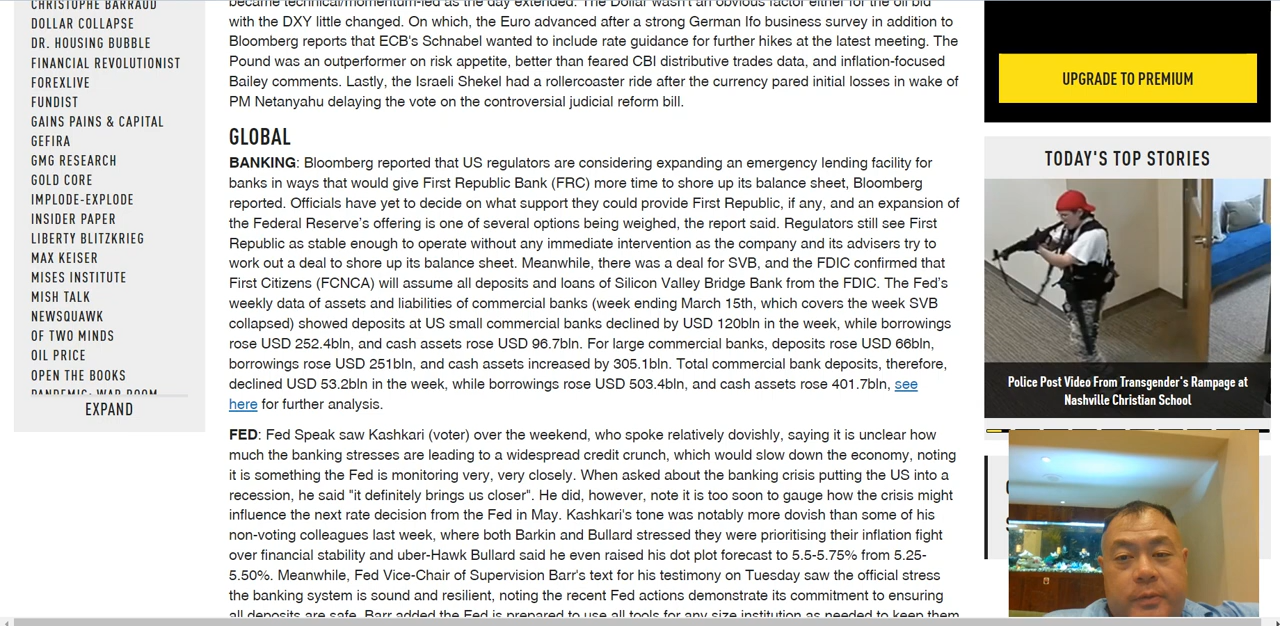 CHRISTOPHE BARRAUD
DOLLAR COLLAPSE
DR. HOUSING BUBBLE
FINANCIAL REVOLUTIONIST
FOREXLIVE
FUNDIST
GAINS PAINS & CAPITAL
GEFIRA
GMG RESEARCH
GOLD CORE
IMPLODE-EXPLODE
INSIDER PAPER
LIBERTY BLITZKRIEG
MAX KEISER
MISES INSTITUTE
MISH TALK
NEWSQUAWK
OF TWO MINDS
OIL PRICE
OPEN THE BOOKS
PANDEMIC: WAR ROOM
EXPAND
became technical/momentum-led as the day extended. The Dollar wasn't an obvious factor either for the oil bid
with the DXY little changed. On which, the Euro advanced after a strong German Ifo business survey in addition to
Bloomberg reports that ECB's Schnabel wanted to include rate guidance for further hikes at the latest meeting. The
Pound was an outperformer on risk appetite, better than feared CBI distributive trades data, and inflation-focused
Bailey comments. Lastly, the Israeli Shekel had a rollercoaster ride after the currency pared initial losses in wake of
PM Netanyahu delaying the vote on the controversial judicial reform bill.
GLOBAL
BANKING: Bloomberg reported that US regulators are considering expanding an emergency lending facility for
banks in ways that would give First Republic Bank (FRC) more time to shore up its balance sheet, Bloomberg
reported. Officials have yet to decide on what support they could provide First Republic, if any, and an expansion of
the Federal Reserve's offering is one of several options being weighed, the report said. Regulators still see First
Republic as stable enough to operate without any immediate intervention as the company and its advisers try to
work out a deal to shore up its balance sheet. Meanwhile, there was a deal for SVB, and the FDIC confirmed that
First Citizens (FCNCA) will assume all deposits and loans of Silicon Valley Bridge Bank from the FDIC. The Fed's
weekly data of assets and liabilities of commercial banks (week ending March 15th, which covers the week SVB
collapsed) showed deposits at US small commercial banks declined by USD 120bln in the week, while borrowings
rose USD 252.4bln, and cash assets rose USD 96.7bln. For large commercial banks, deposits rose USD 66bln,
borrowings rose USD 251bln, and cash assets increased by 305.1bln. Total commercial bank deposits, therefore,
declined USD 53.2bln in the week, while borrowings rose USD 503.4bln, and cash assets rose 401.7bln, see
here for further analysis.
FED: Fed Speak saw Kashkari (voter) over the weekend, who spoke relatively dovishly, saying it is unclear how
much the banking stresses are leading to a widespread credit crunch, which would slow down the economy, noting
it is something the Fed is monitoring very, very closely. When asked about the banking crisis putting the US into a
recession, he said "it definitely brings us closer". He did, however, note it is too soon to gauge how the crisis might
influence the next rate decision from the Fed in May. Kashkari's tone was notably more dovish than some of his
non-voting colleagues last week, where both Barkin and Bullard stressed they were prioritising their inflation fight
over financial stability and uber-Hawk Bullard said he even raised his dot plot forecast to 5.5-5.75% from 5.25-
5.50%. Meanwhile, Fed Vice-Chair of Supervision Barr's text for his testimony on Tuesday saw the official stress
the banking system is sound and resilient, noting the recent Fed actions demonstrate its commitment to ensuring
all deposits are safe. Barr added the Fed is prepared to use all tools for any size institution as needed to keep them
UPGRADE TO PREMIUM
TODAY'S TOP STORIES
Police Post Video From Transgender's Rampage at
Nashville Christian School